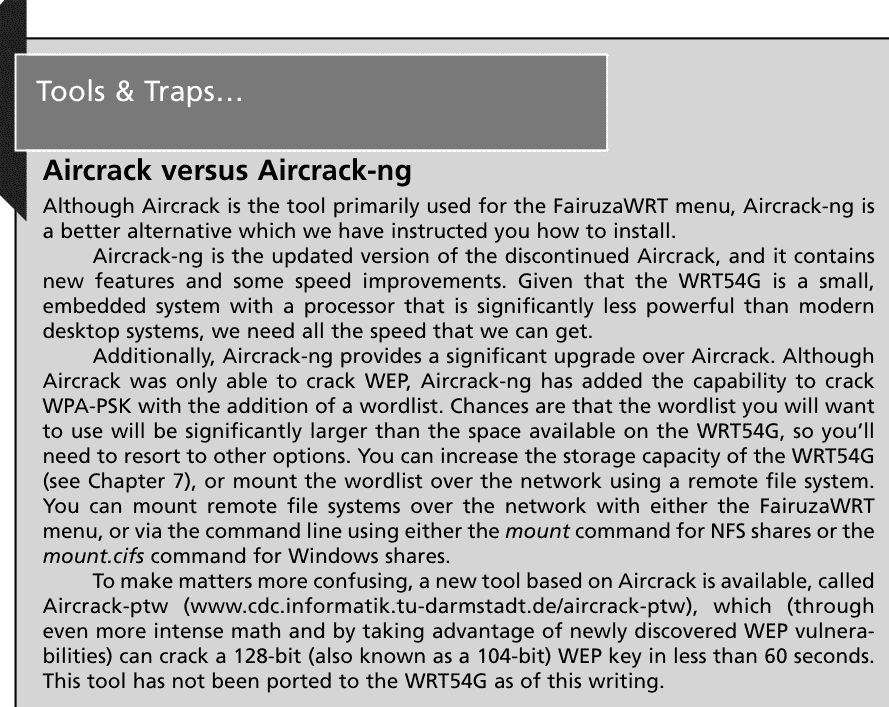 Tools & Traps…
Aircrack versus Aircrack-ng
Although Aircrack is the tool primarily used for the FairuzaWRT menu, Aircrack-ng is
a better alternative which we have instructed you how to install.
Aircrack-ng is the updated version of the discontinued Aircrack, and it contains
new features and some speed improvements. Given that the WRT54G is a small,
embedded system with a processor that is significantly less powerful than modern
desktop systems, we need all the speed that we can get.
Additionally, Aircrack-ng provides a significant upgrade over Aircrack. Although
Aircrack was only able to crack WEP, Aircrack-ng has added the capability to crack
WPA-PSK with the addition of a wordlist. Chances are that the wordlist you will want
to use will be significantly larger than the space available on the WRT54G, so you’ll
need to resort to other options. You can increase the storage capacity of the WRT54G
(see Chapter 7), or mount the wordlist over the network using a remote file system.
You can mount remote file systems over the network with either the FairuzaWRT
menu, or via the command line using either the mount command for NFS shares or the
mount.cifs command for Windows shares.
To make matters more confusing, a new tool based on Aircrack is available, called
Aircrack-ptw (www.cdc.informatik.tu-darmstadt.de/aircrack-ptw), which (through
even more intense math and by taking advantage of newly discovered WEP vulnera-
bilities) can crack a 128-bit (also known as a 104-bit) WEP key in less than 60 seconds.
This tool has not been ported to the WRT54G as of this writing.